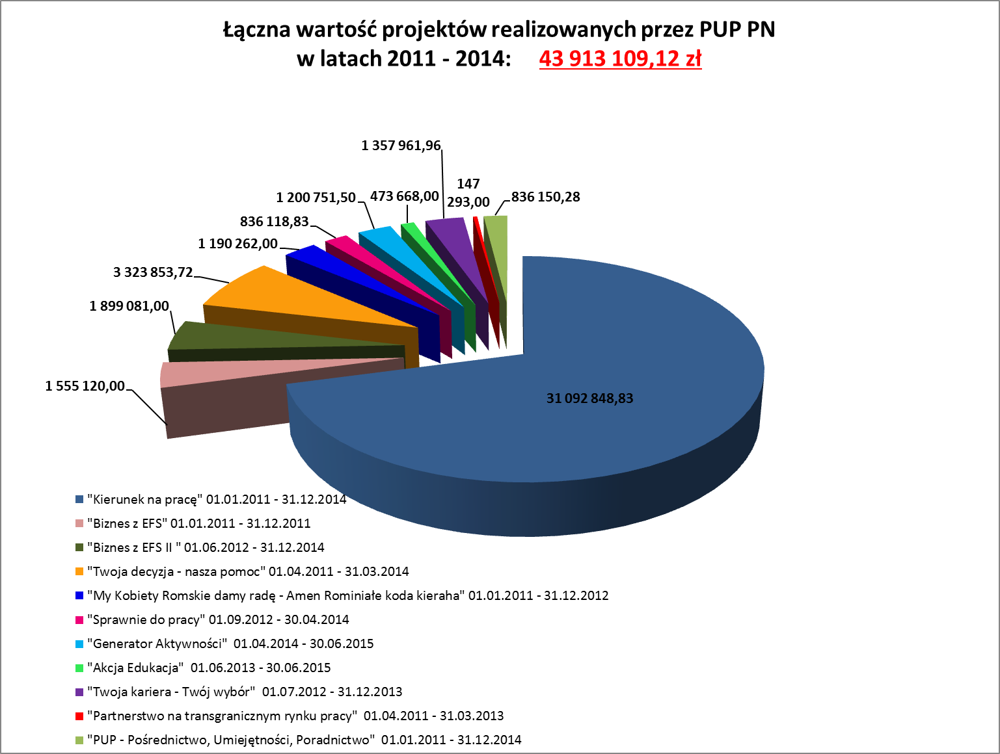 Łączna wartość projektów realizowanych przez PUP PN
w latach 2011 - 2014: 43 913 109,12 zł
1 357 961,96
147
293,00
1 200 751,50
473 668,00
836 150,28
836 118,83
1 190 262,00
3 323 853,72
1 899 081,00
1 555 120,00
31 092 848,83
"Kierunek na pracę" 01.01.2011 - 31.12.2014
"Biznes z EFS" 01.01.2011 - 31.12.2011
"Biznes z EFS II " 01.06.2012 - 31.12.2014
"Twoja decyzja - nasza pomoc" 01.04.2011 - 31.03.2014
"My Kobiety Romskie damy radę - Amen Rominiałe koda kieraha" 01.01.2011 - 31.12.2012
"Sprawnie do pracy" 01.09.2012 - 30.04.2014
"Generator Aktywności"  01.04.2014 - 30.06.2015
"Akcja Edukacja"  01.06.2013 - 30.06.2015
"Twoja kariera - Twój wybór"  01.07.2012 - 31.12.2013
"Partnerstwo na transgranicznym rynku pracy"  01.04.2011 - 31.03.2013
"PUP - Pośrednictwo, Umiejętności, Poradnictwo"  01.01.2011 - 31.12.2014